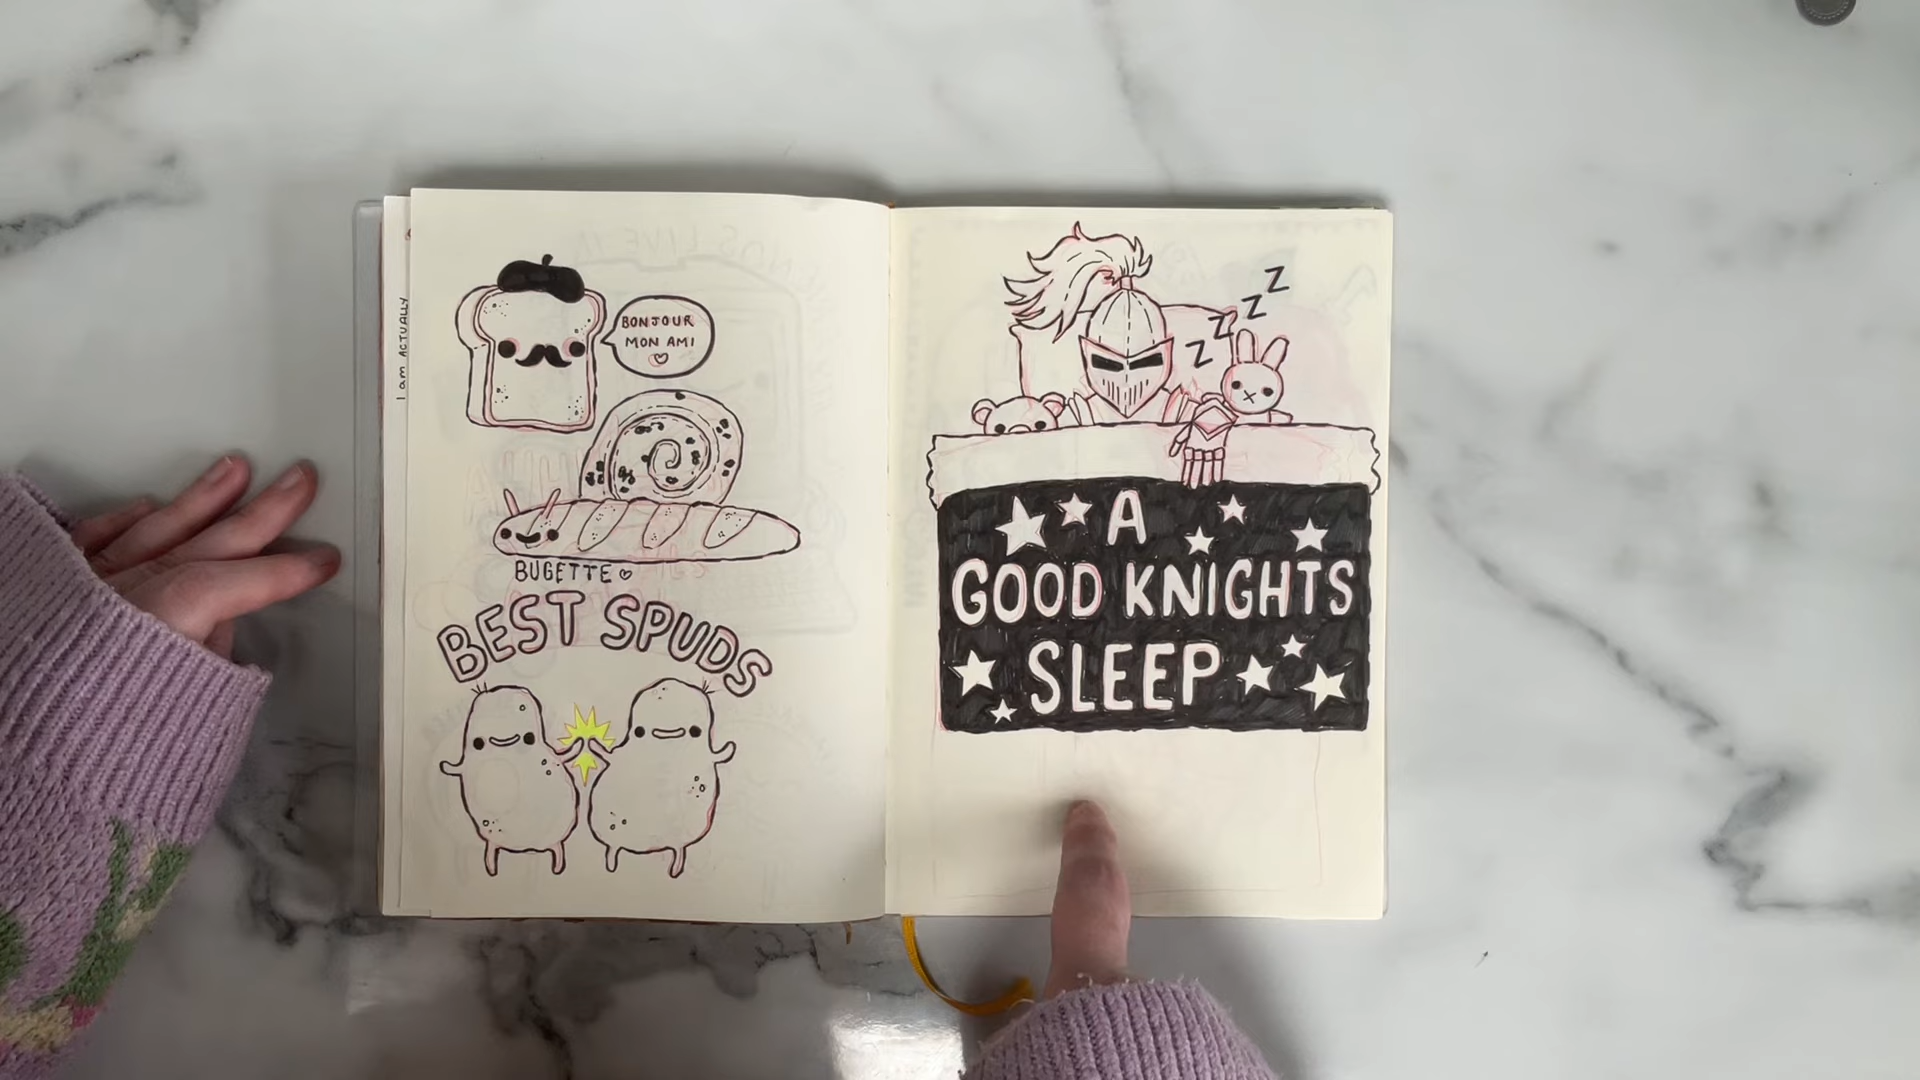 I am ACTUALLY
BONJOUR
MON AMI
BUGETTE
BEST SPUDS
Z Z Z Z
A
GOOD KNIGHTS
SLEEP